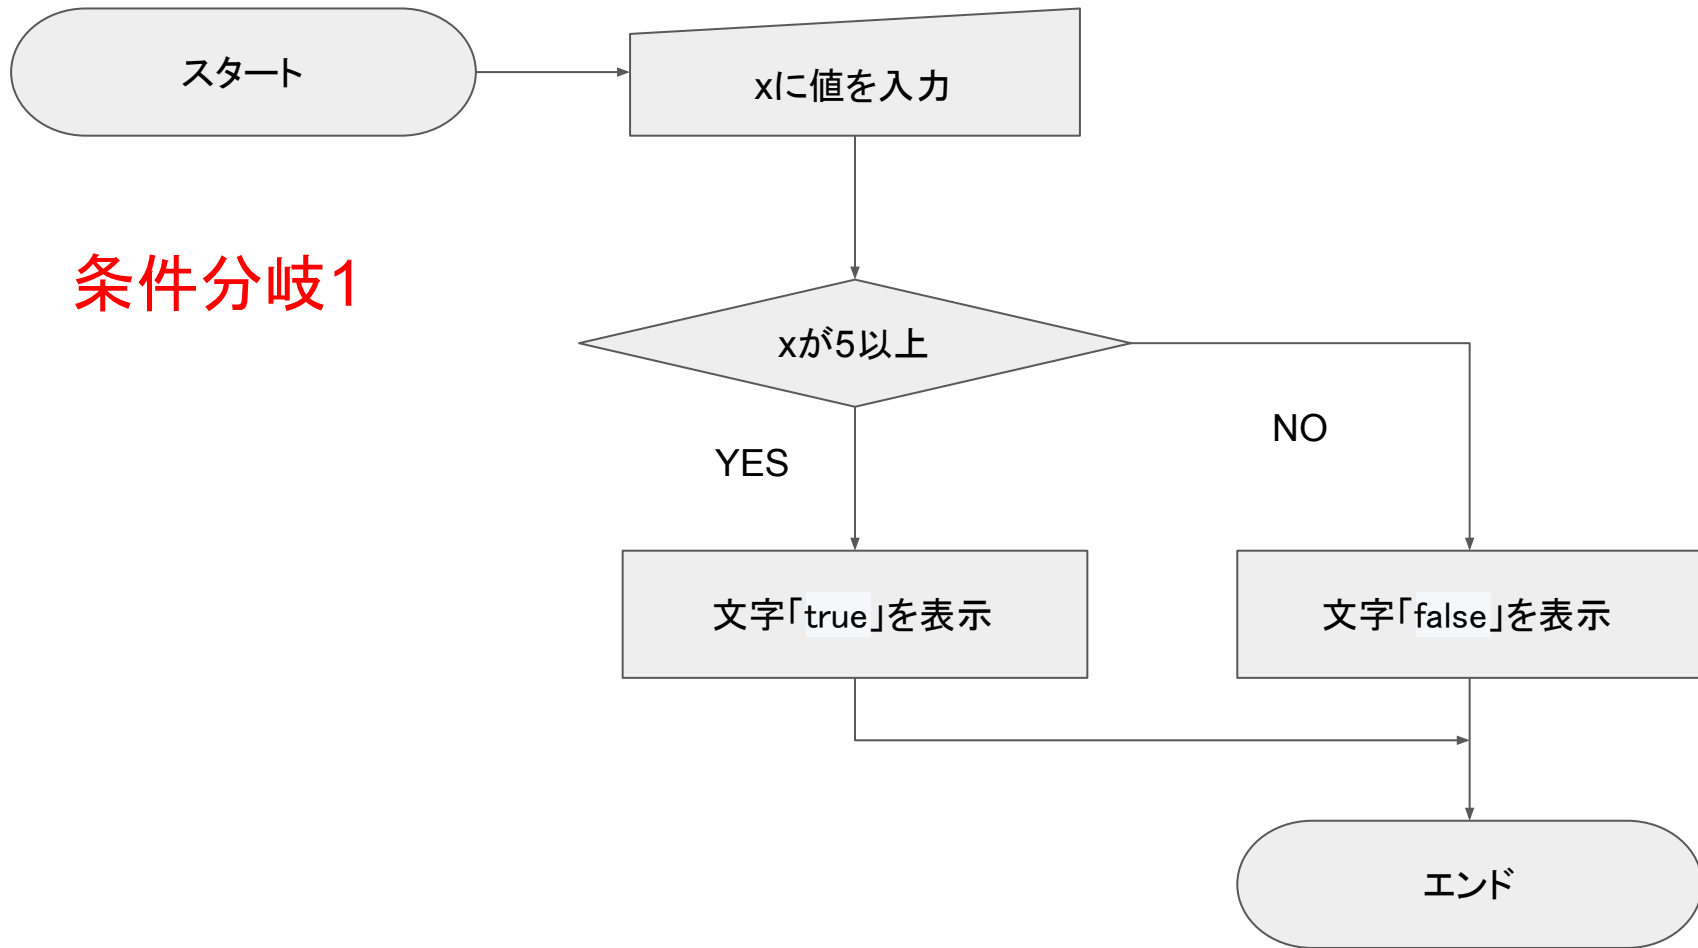 スタート
xに値を入力
条件分岐1
xが5以上
YES
NO
文字「true」を表示
文字「false」を表示
エンド